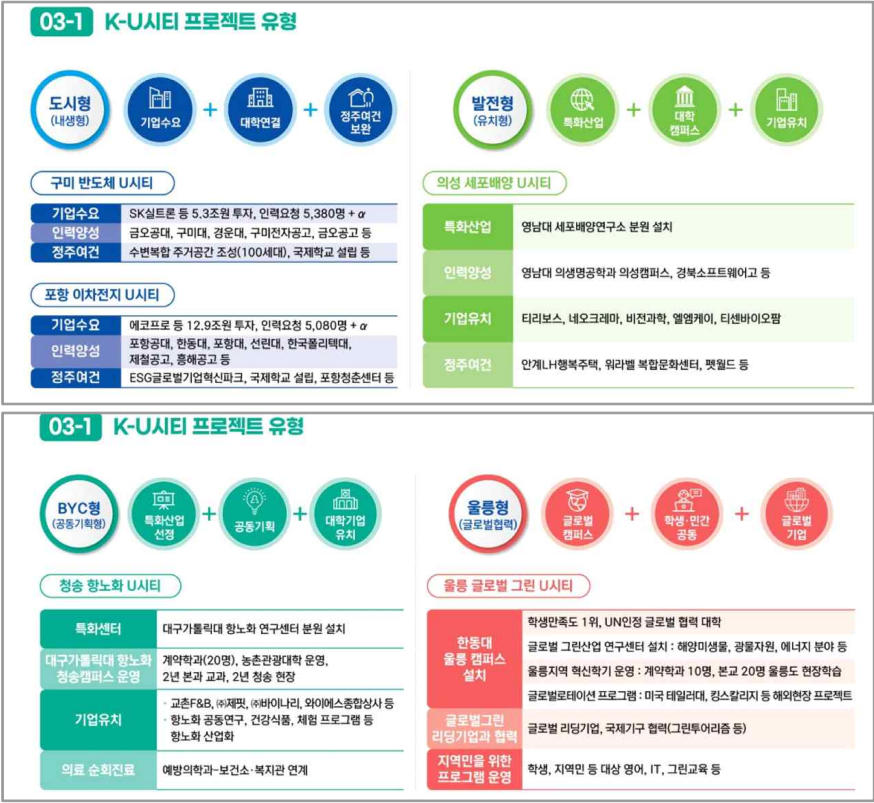 03-1 K-U시티 프로젝트 유형
도시형
(내생형)
기업수요
+
대학연결
+
정주여건
보완
구미 반도체 U시티
기업수요 SK실트론 등 5.3조원 투자, 인력요청 5,380명 + α
인력양성 금오공대, 구미대, 경운대, 구미전자공고, 금오공고 등
정주여건 수변복합 주거공간 조성(100세대), 국제학교 설립 등
포항 이차전지 U시티
기업수요 에코프로 등 12.9조원 투자, 인력요청 5,080명 + α
인력양성 포항공대, 한동대, 포항대, 선린대, 한국폴리텍대,
제철공고, 흥해공고 등
정주여건 ESG글로벌기업혁신파크, 국제학교 설립, 포항청춘센터 등
발전형
(유치형)
특화산업
+
대학
캠퍼스
+
기업유치
의성 세포배양 U시티
특화산업 영남대 세포배양연구소 분원 설치
인력양성 영남대 의생명공학과 의성캠퍼스, 경북소프트웨어고 등
기업유치 티리보스, 네오크레마, 비전과학, 엘엠케이, 티센바이오팜
정주여건 안계LH행복주택, 워라벨 복합문화센터, 펫월드 등
03-1 K-U시티 프로젝트 유형
BYC형
(공동기획형)
특화산업
선정
+
공동기획
+
대학기업
유치
청송 항노화 U시티
특화센터 대구가톨릭대 항노화 연구센터 분원 설치
대구가톨릭대 항노화
청송캠퍼스 운영
계약학과(20명), 농촌관광대학 운영,
2년 본과 교과, 2년 청송 현장
기업유치
· 교촌F&B, ㈜제핏, ㈜바이나리, 와이에스종합상사 등
· 항노화 공동연구, 건강식품, 체험 프로그램 등
항노화 산업화
의료 순회진료 예방의학과-보건소·복지관 연계
울릉형
(글로벌협력)
글로벌
캠퍼스
+
학생·민간
공동
+
글로벌
기업
울릉 글로벌 그린 U시티
한동대
울릉 캠퍼스
설치
학생만족도 1위, UN인정 글로벌 협력 대학
글로벌 그린산업 연구센터 설치 : 해양미생물, 광물자원, 에너지 분야 등
울릉지역 혁신학기 운영 : 계약학과 10명, 본교 20명 울릉도 현장학습
글로벌로테이션 프로그램 : 미국 테일러대, 킹스칼리지 등 해외현장 프로젝트
글로벌그린
리딩기업과 협력
글로벌 리딩기업, 국제기구 협력(그린투어리즘 등)
지역민을 위한
프로그램 운영
학생, 지역민 등 대상 영어, IT, 그린교육 등